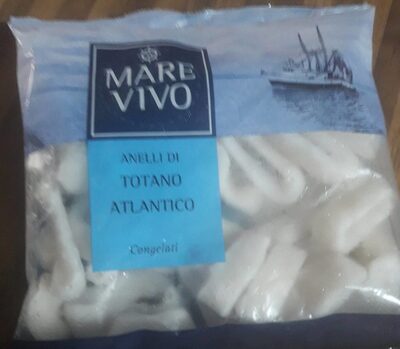 MARE
VIVO
ANELLI DI
TOTANO
ATLANTICO
Congelati